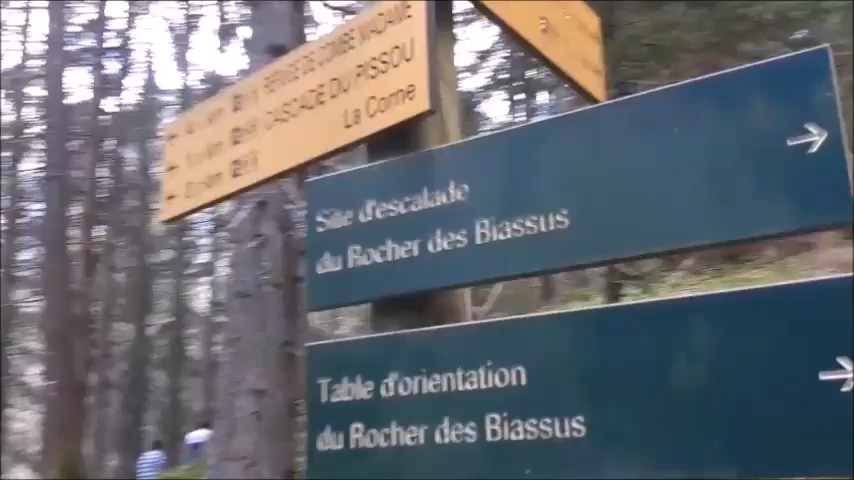 REFUGE DE COMBE MADAME
CASCADE DU PISSOU
La Corne
Site d'escalade
du Rocher des Biassus
Table d'orientation
du Rocher des Biassus